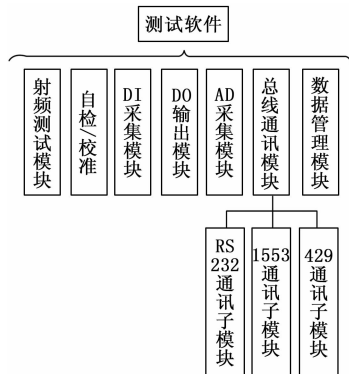 测试软件
射频测试模块
自检/校准
DI采集模块
DO输出模块
AD采集模块
总线通讯模块
数据管理模块
RS232通讯子模块
1553通讯子模块
429通讯子模块